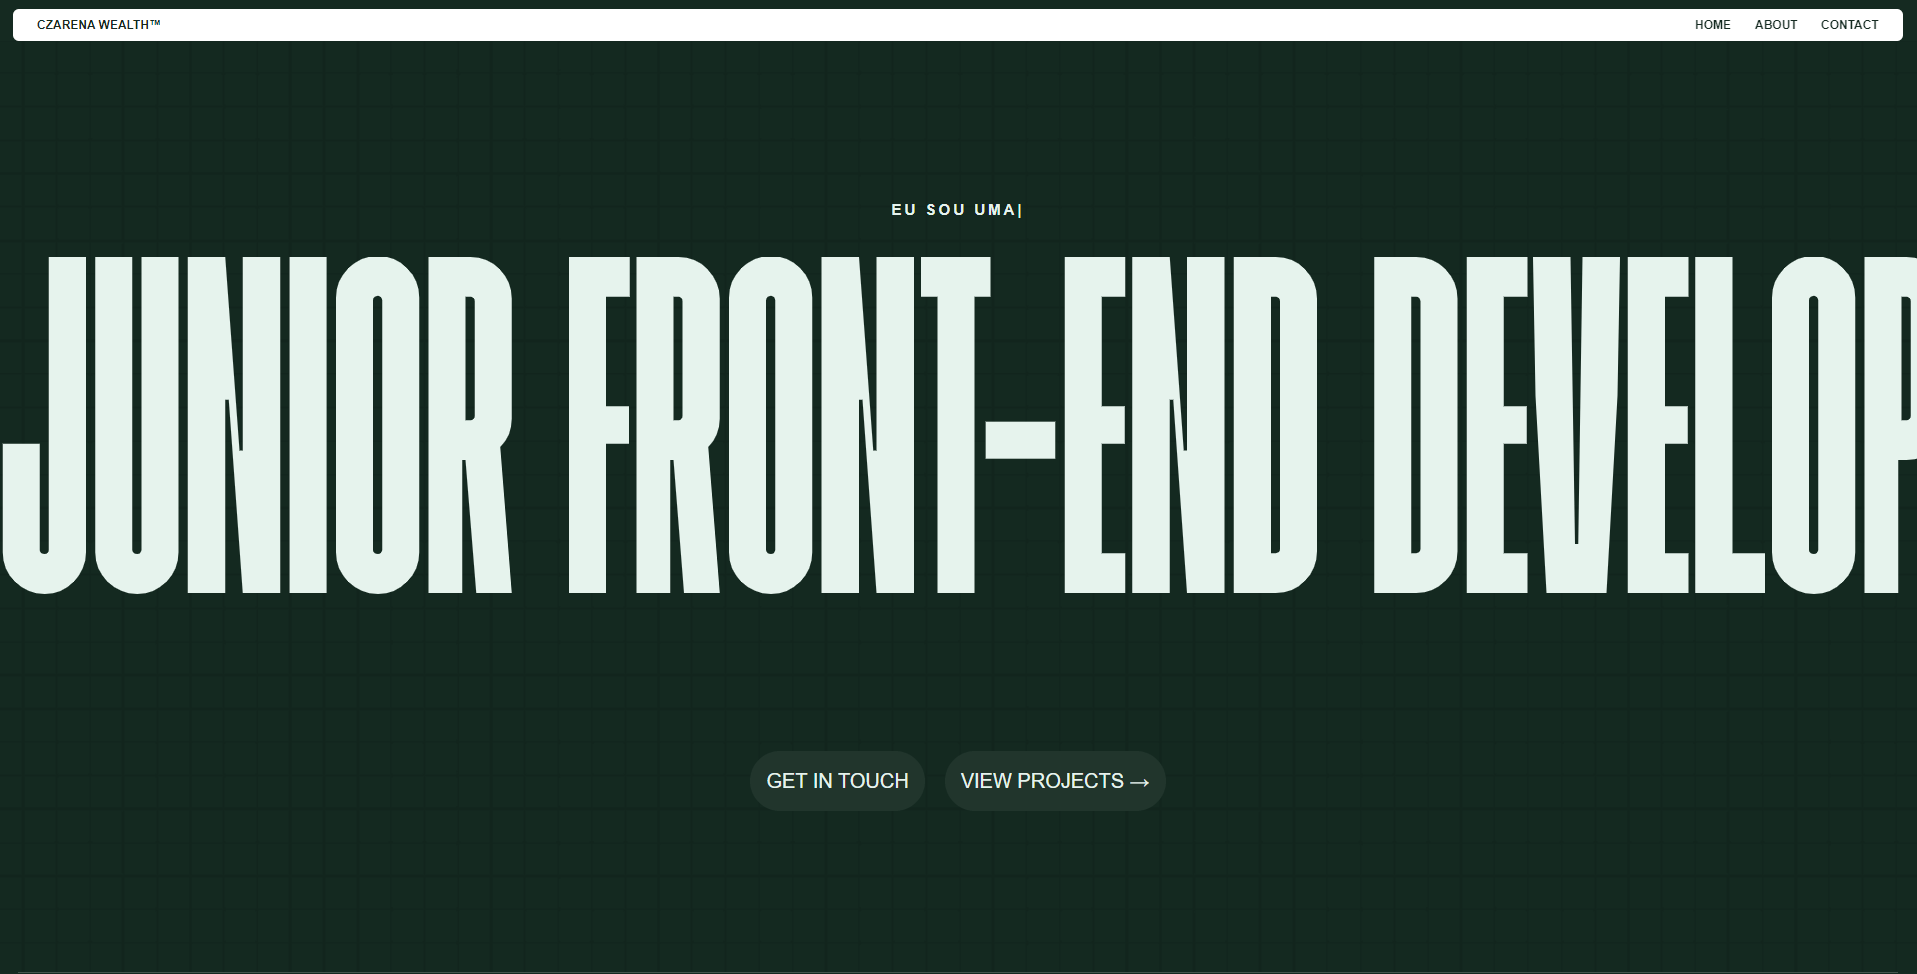 CZARENA WEALTH™
HOME ABOUT CONTACT
EU SOU UMA|
JUNIOR FRONT-END DEVELOP
GET IN TOUCH
VIEW PROJECTS →